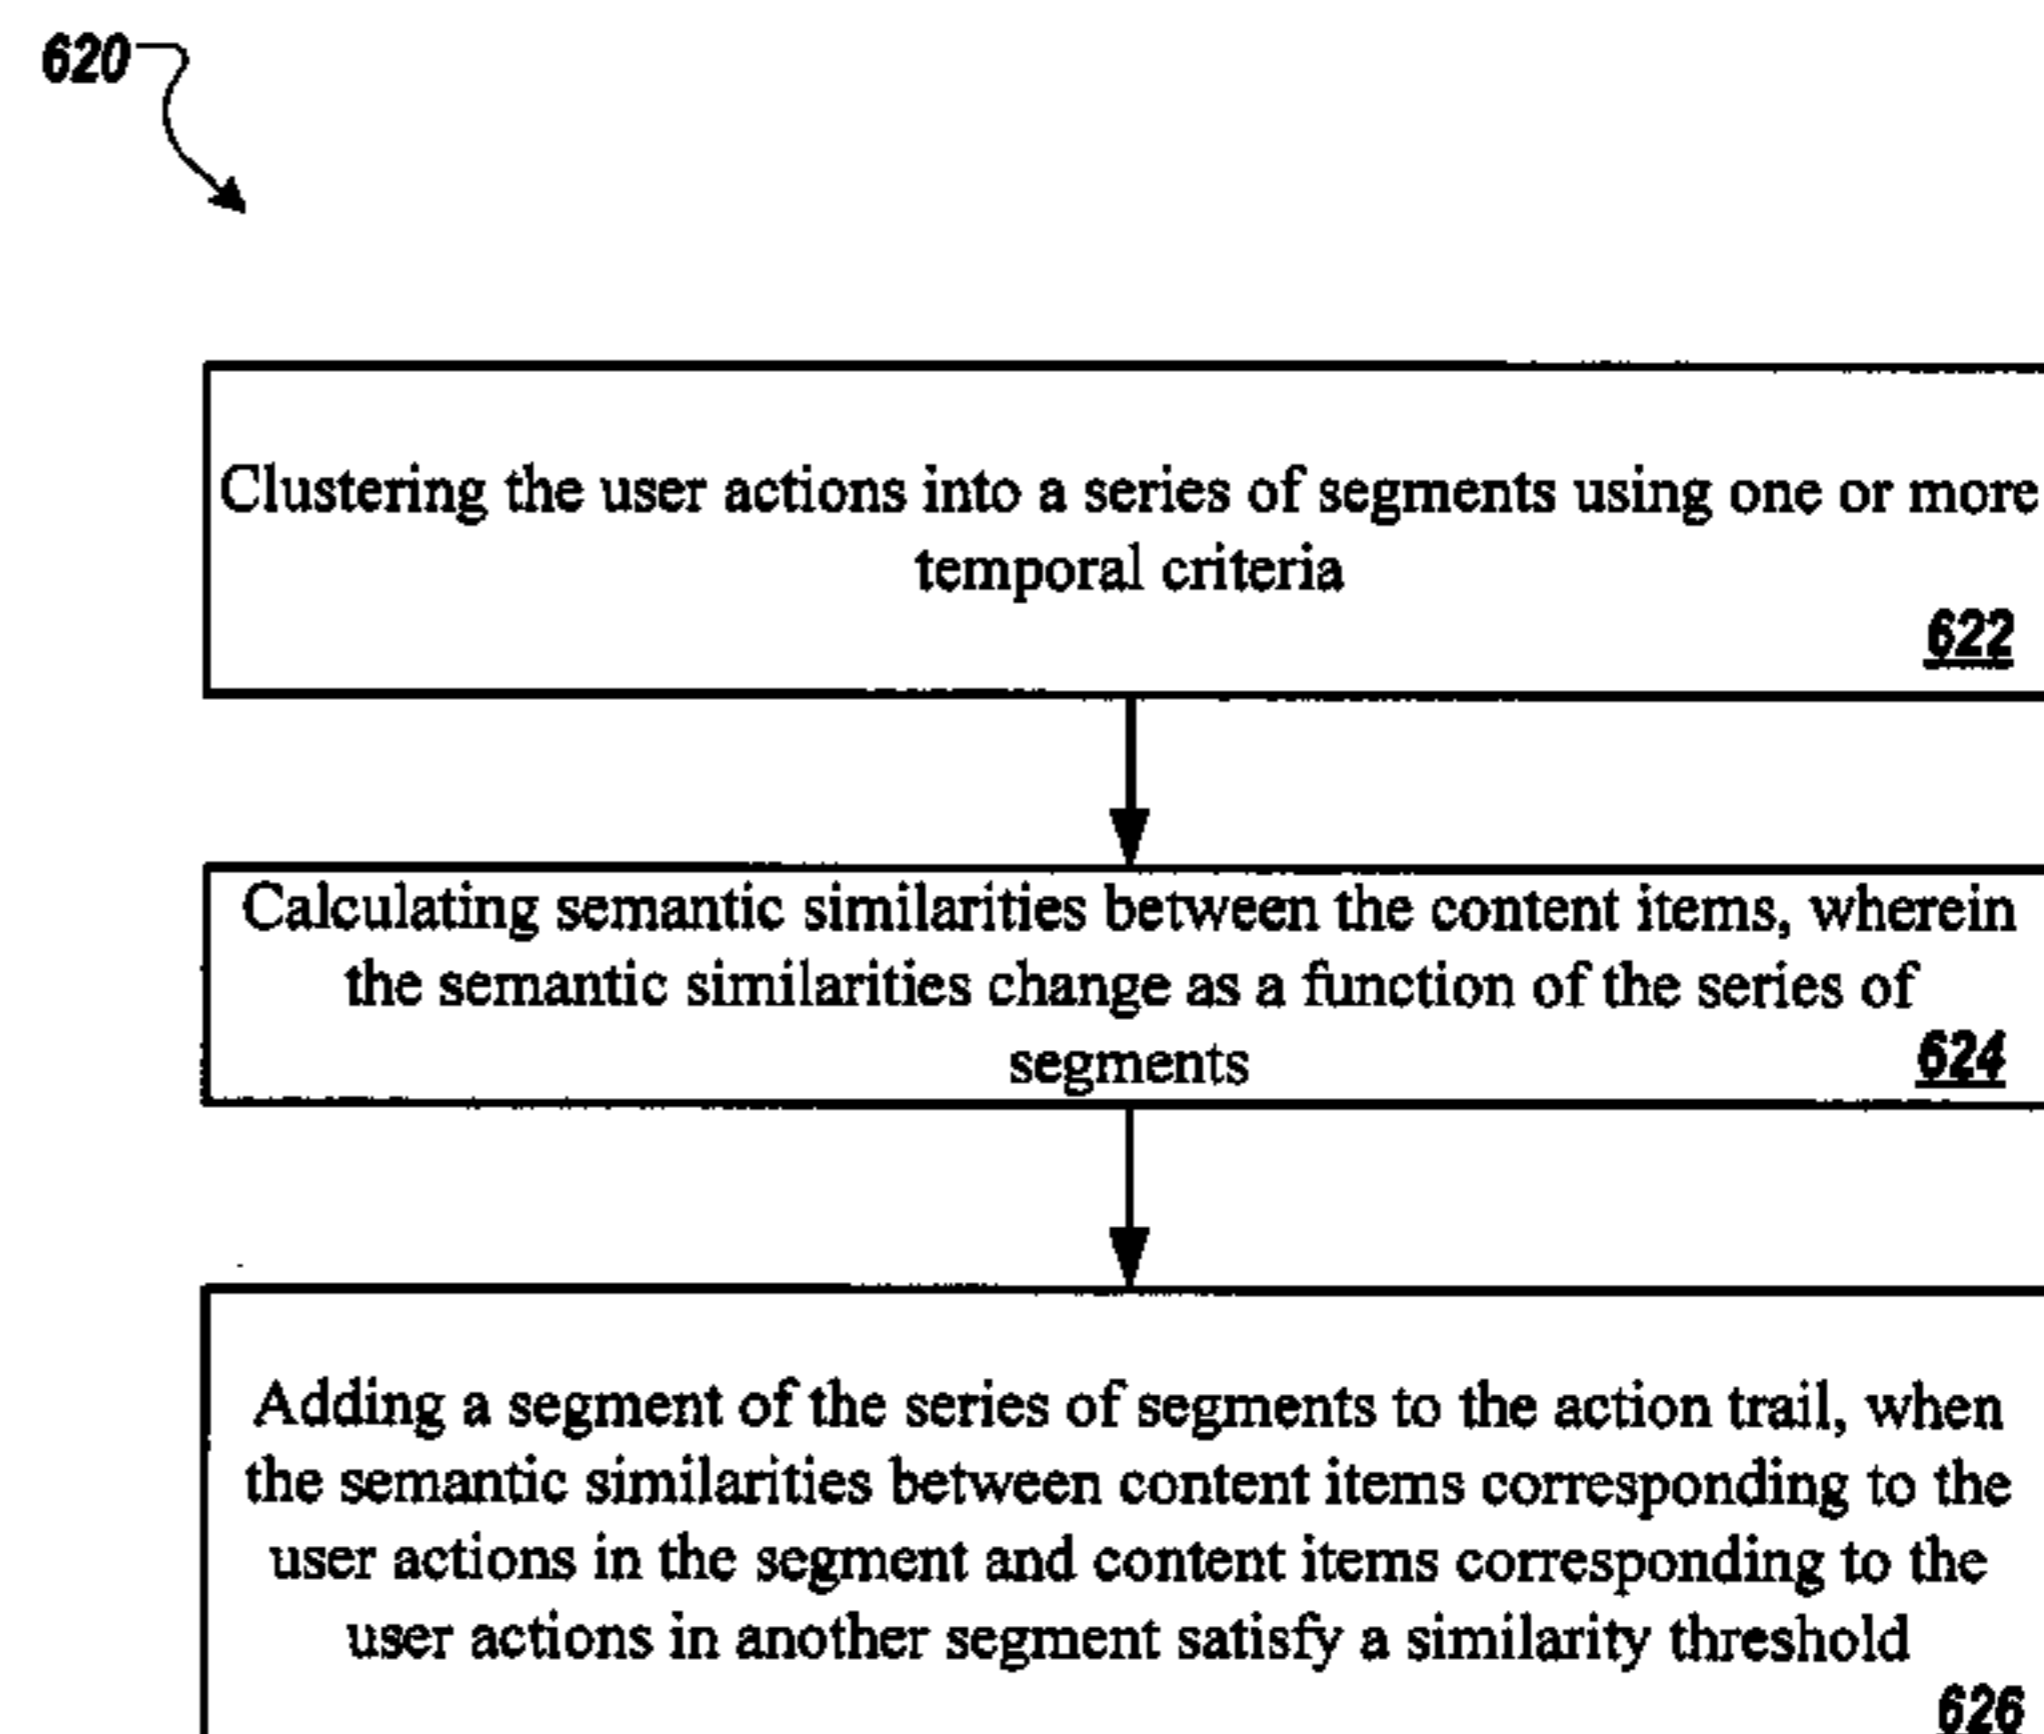 620
Clustering the user actions into a series of segments using one or more
temporal criteria
622
Calculating semantic similarities between the content items, wherein
the semantic similarities change as a function of the series of
segments
624
Adding a segment of the series of segments to the action trail, when
the semantic similarities between content items corresponding to the
user actions in the segment and content items corresponding to the
user actions in another segment satisfy a similarity threshold
626